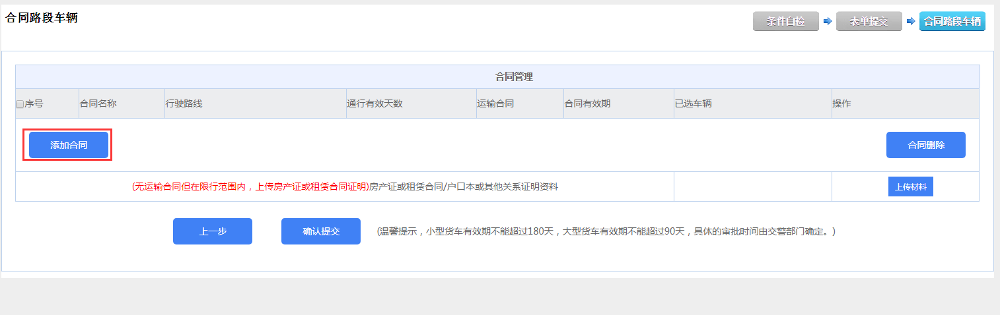 合同路段车辆
条件自检
表单提交
合同路段车辆
合同管理
序号 合同名称 行驶路线 通行有效天数 运输合同 合同有效期 已选车辆 操作
添加合同 合同删除
(无运输合同但在限行范围内，上传房产证或租赁合同证明)房产证或租赁合同/户口本或其他关系证明资料 上传材料
上一步 确认提交 (温馨提示，小型货车有效期不能超过180天，大型货车有效期不能超过90天，具体的审批时间由交警部门确定。)